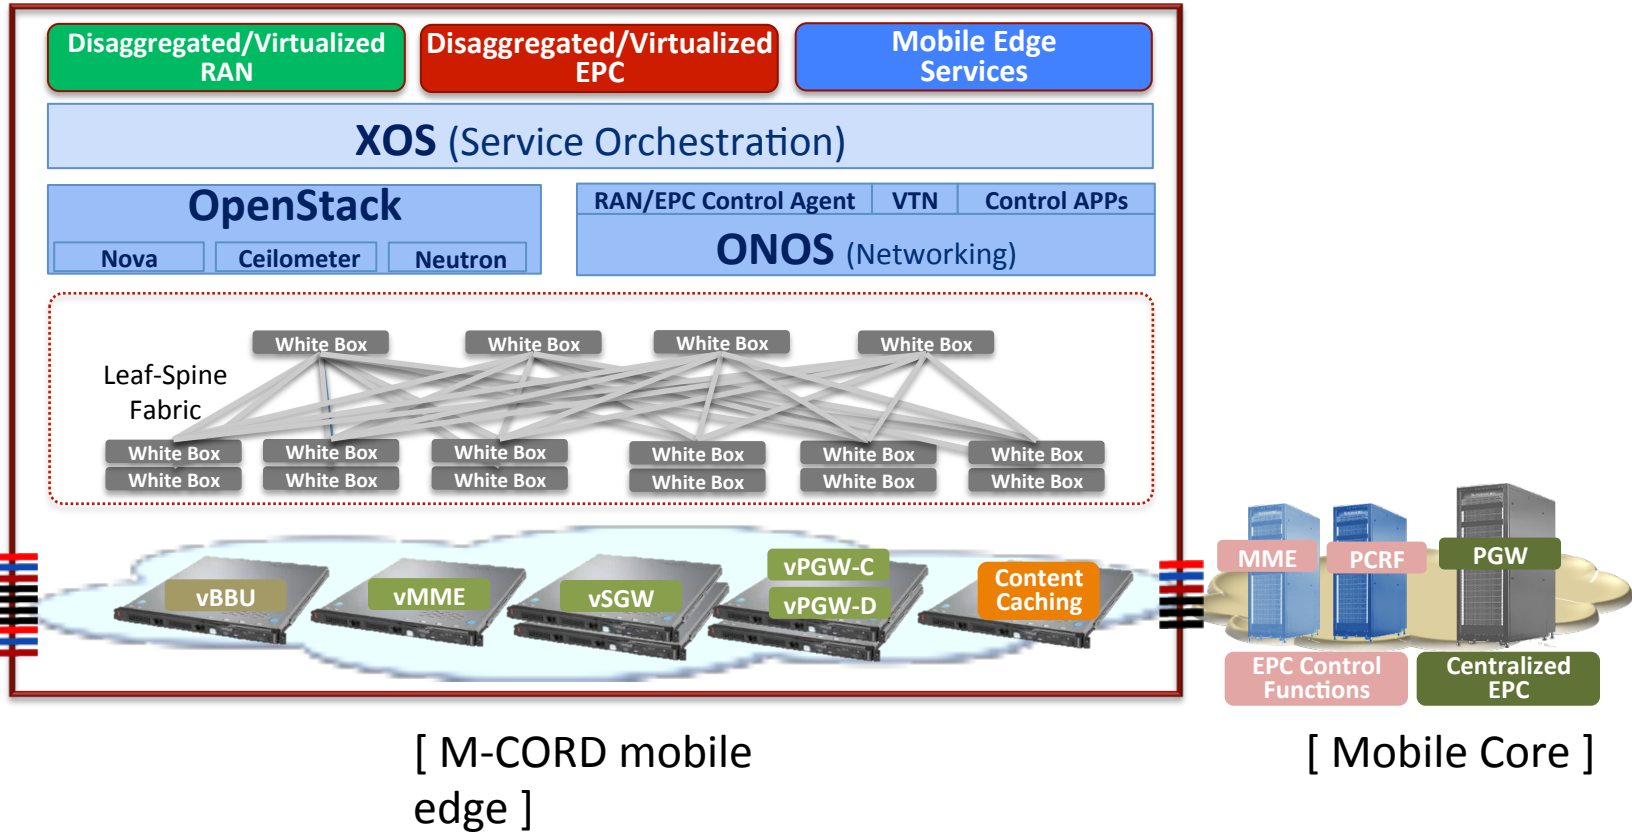 Disaggregated/Virtualized
RAN
Disaggregated/Virtualized
EPC
Mobile Edge
Services
XOS (Service Orchestration)
OpenStack
Nova
Ceilometer
Neutron
RAN/EPC Control Agent
VTN
Control APPs
ONOS (Networking)
White Box
White Box
White Box
White Box
Leaf-Spine
Fabric
White Box
White Box
White Box
White Box
White Box
White Box
White Box
White Box
White Box
White Box
White Box
White Box
vBBU
vMME
vSGW
vPGW-C
vPGW-D
Content
Caching
MME
PCRF
PGW
EPC Control
Functions
Centralized
EPC
[ M-CORD mobile
edge ]
[ Mobile Core ]